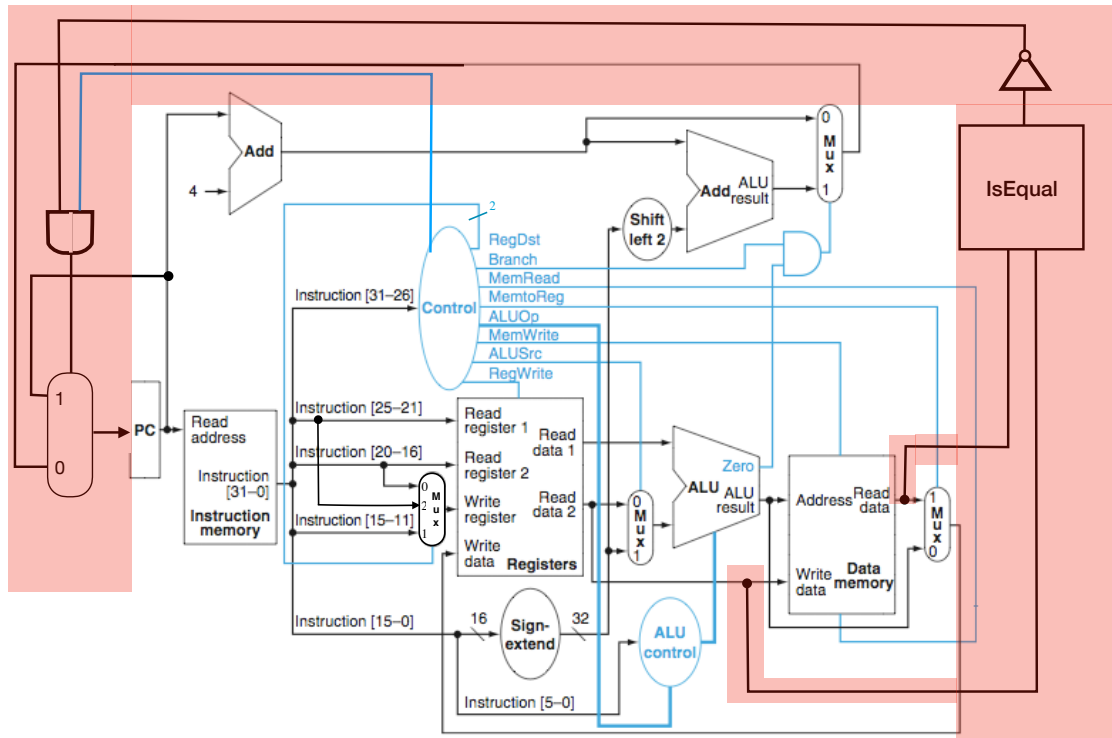 IsEqual
Add
4
0
M
u
x
1
Add
ALU
result
Shift
left 2
2
RegDst
Branch
MemRead
MemtoReg
ALUOp
MemWrite
ALUSrc
RegWrite
Control
Instruction [31–26]
Instruction [25–21]
Instruction [20–16]
Instruction [15–11]
Instruction [15–0]
Instruction [5–0]
1
0
PC
Read
address
Instruction
[31–0]
Instruction
memory
0
2
1
M
u
x
Read
register 1
Read
register 2
Write
register
Write
data
Read
data 1
Read
data 2
Registers
0
M
u
x
1
Zero
ALU
ALU
result
Address
Read
data
Write
data
Data
memory
1
M
u
x
0
16
Sign-
extend
32
ALU
control